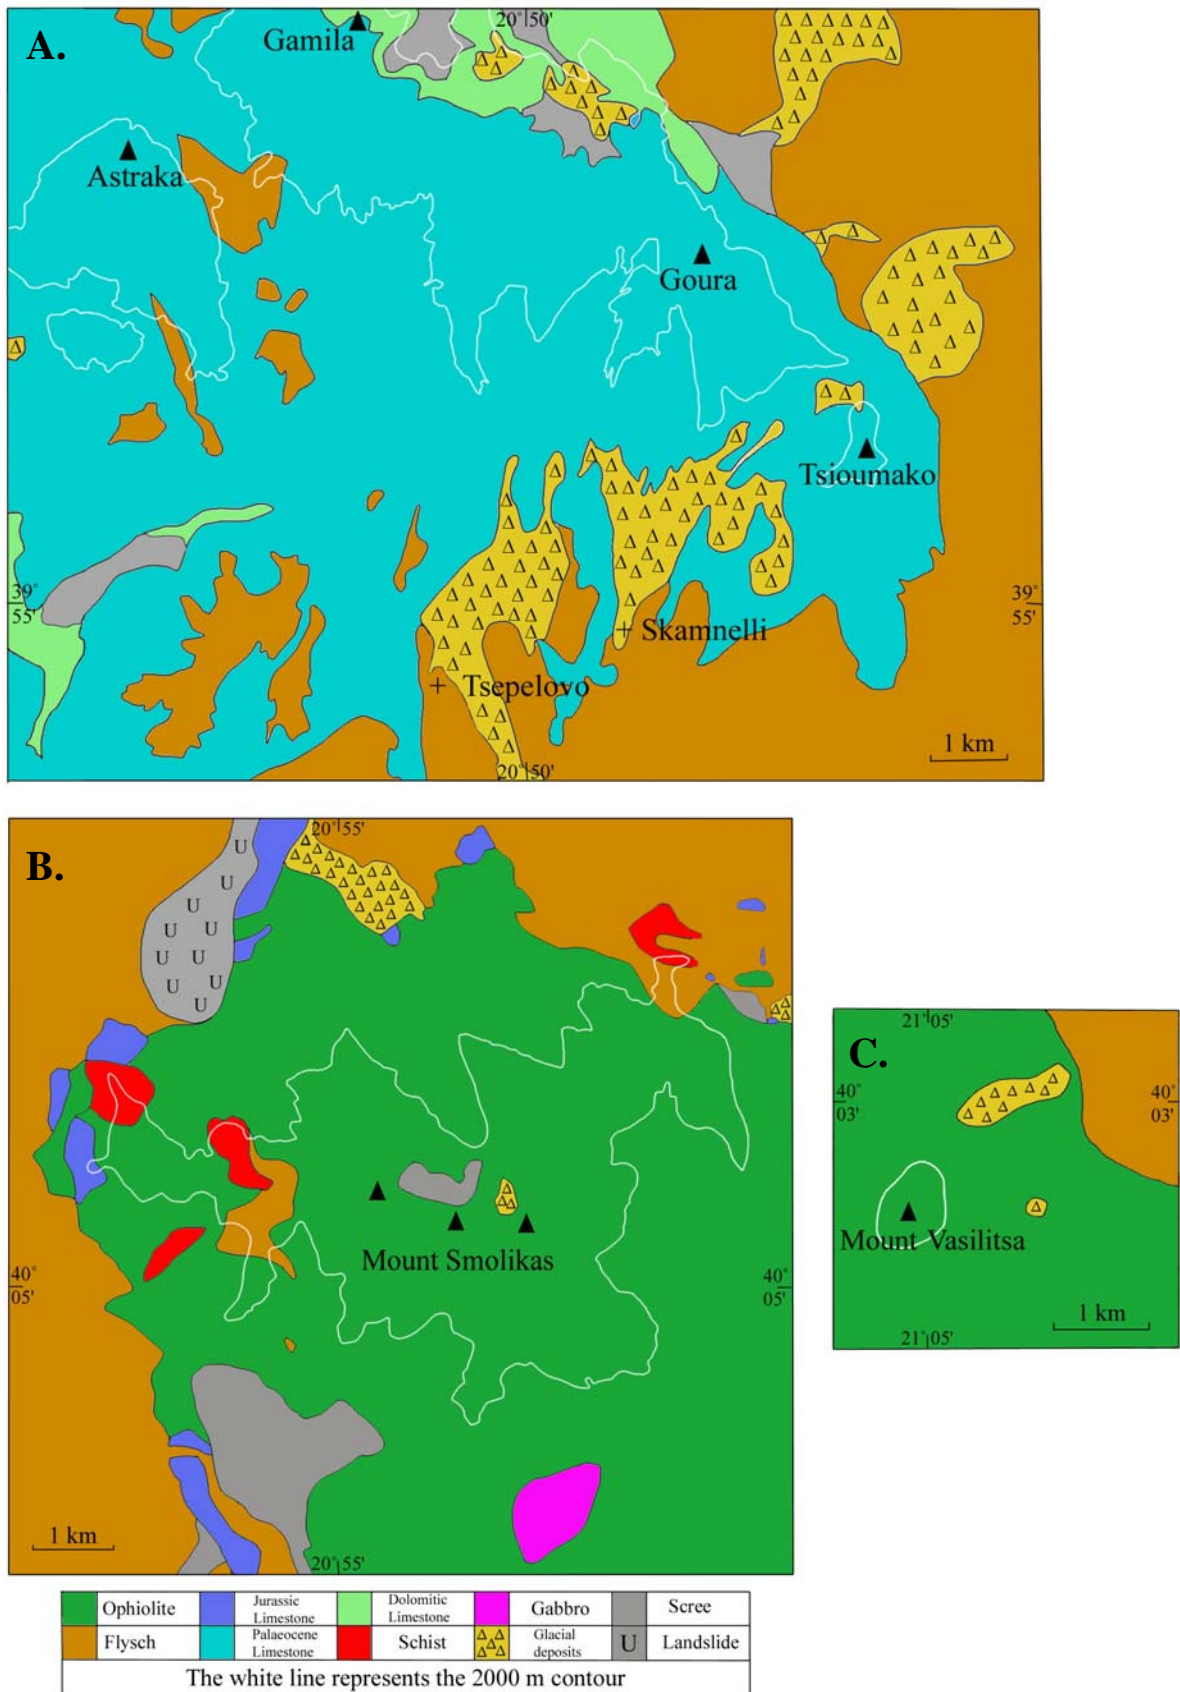 A.
20°50'
Gamila
Astraka
Goura
Tsioumako
39°
55'
39°
55'
Skamnelli
Tsepelovo
1 km
20°50'
B.
20°55'
U
U
U
U
U
U
U
U
U
U
Mount Smolikas
40°
05'
40°
05'
1 km
20°55'
C.
21°05'
40°
03'
40°
03'
Mount Vasilitsa
1 km
21°05'
Ophiolite
Jurassic
Limestone
Dolomitic
Limestone
Gabbro
Scree
Flysch
Palaeocene
Limestone
Schist
Glacial
deposits
U
Landslide
The white line represents the 2000 m contour